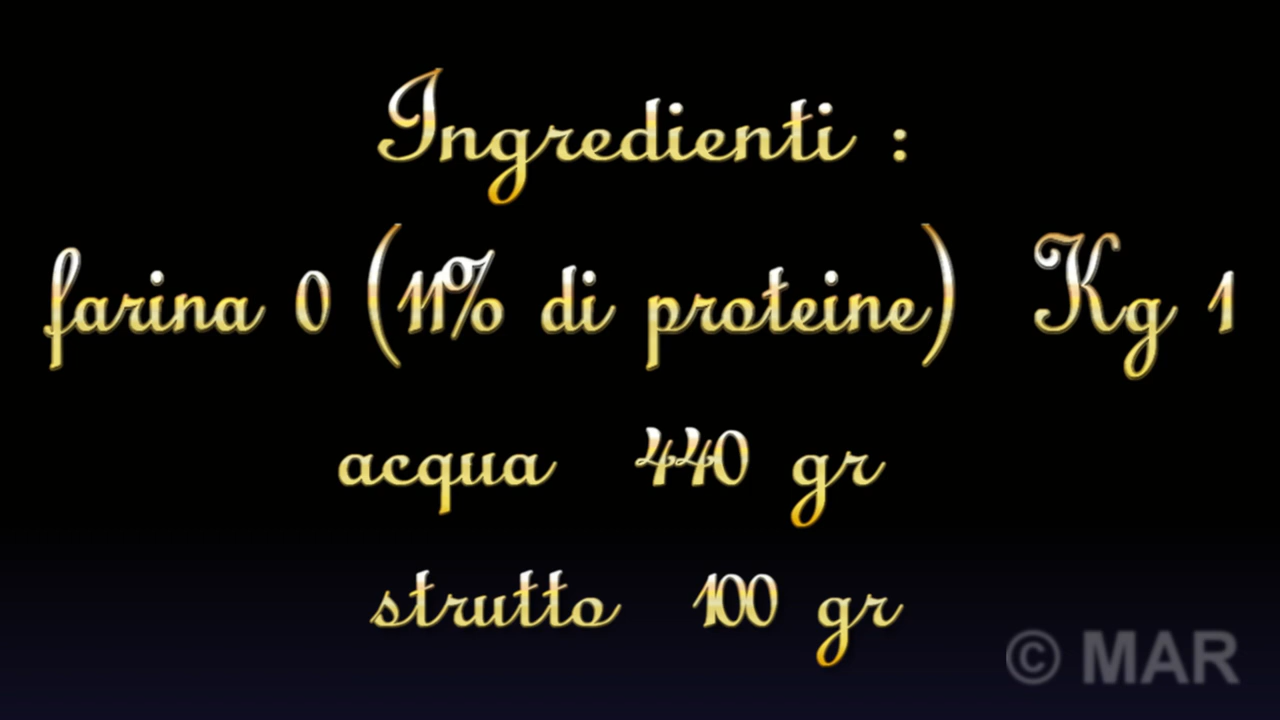 Ingredienti :
farina 0 (11% di proteine) Kg 1
acqua 440 gr
strutto 100 gr
© MAR